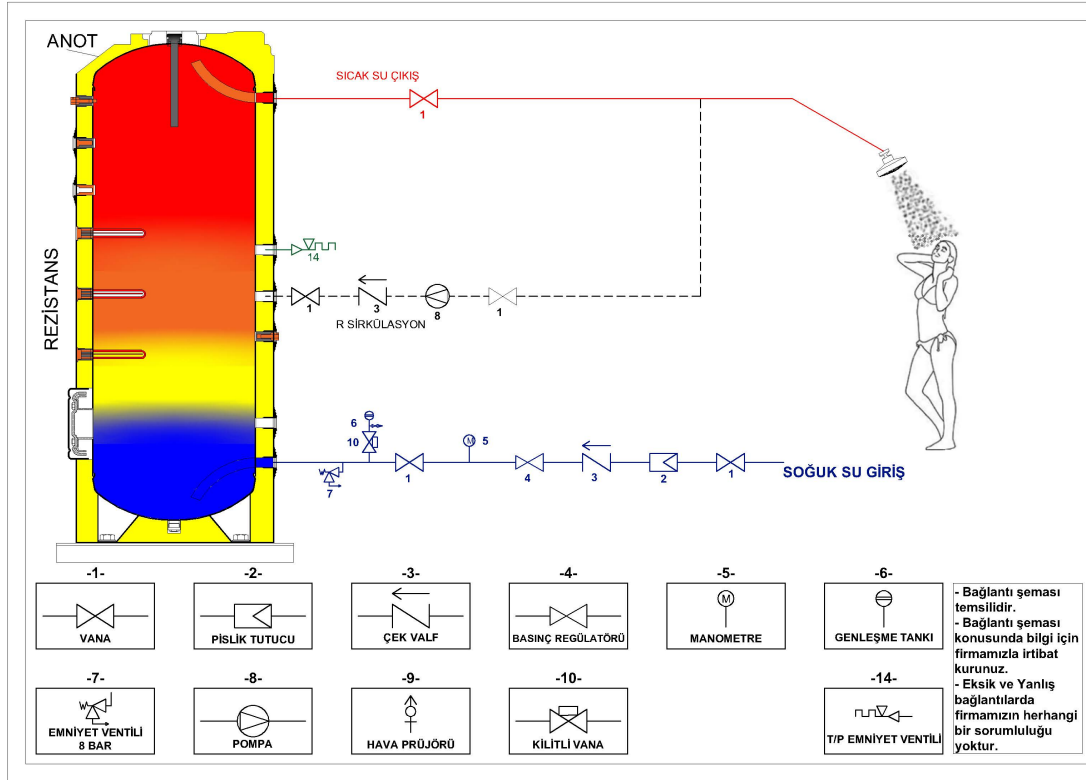 ANOT
SICAK SU ÇIKIŞ
1
REZİSTANS
14
1
3
8
1
R SİRKÜLASYON
6
10
M
5
7
1
4
3
2
1
SOĞUK SU GİRİŞ
-1-
VANA
-2-
PİSLİK TUTUCU
-3-
ÇEK VALF
-4-
BASINÇ REGÜLATÖRÜ
-5-
M
MANOMETRE
-6-
GENLEŞME TANKI
-7-
EMNİYET VENTİLİ
8 BAR
-8-
POMPA
-9-
HAVA PRÜJÖRÜ
-10-
KİLİTLİ VANA
-14-
T/P EMNİYET VENTİLİ
- Bağlantı şeması
temsilidir.
- Bağlantı şeması
konusunda bilgi için
firmamızla irtibat
kurunuz.
- Eksik ve Yanlış
bağlantılarda
firmamızın herhangi
bir sorumluluğu
yoktur.